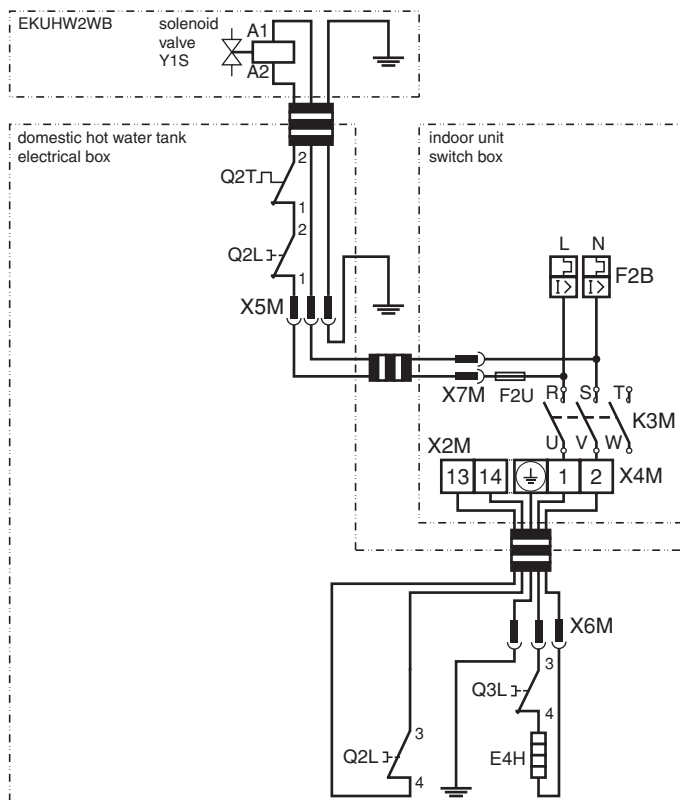 EKUHW2WB
solenoid
valve
Y1S
A1
A2
domestic hot water tank
electrical box
indoor unit
switch box
2
Q2T
1
2
Q2L
1
X5M
L N
F2B
I> I>
X7M
F2U
R S T
K3M
U V W
X2M
13 14 1 2
X4M
X6M
3
Q3L
4
E4H
3
Q2L
4